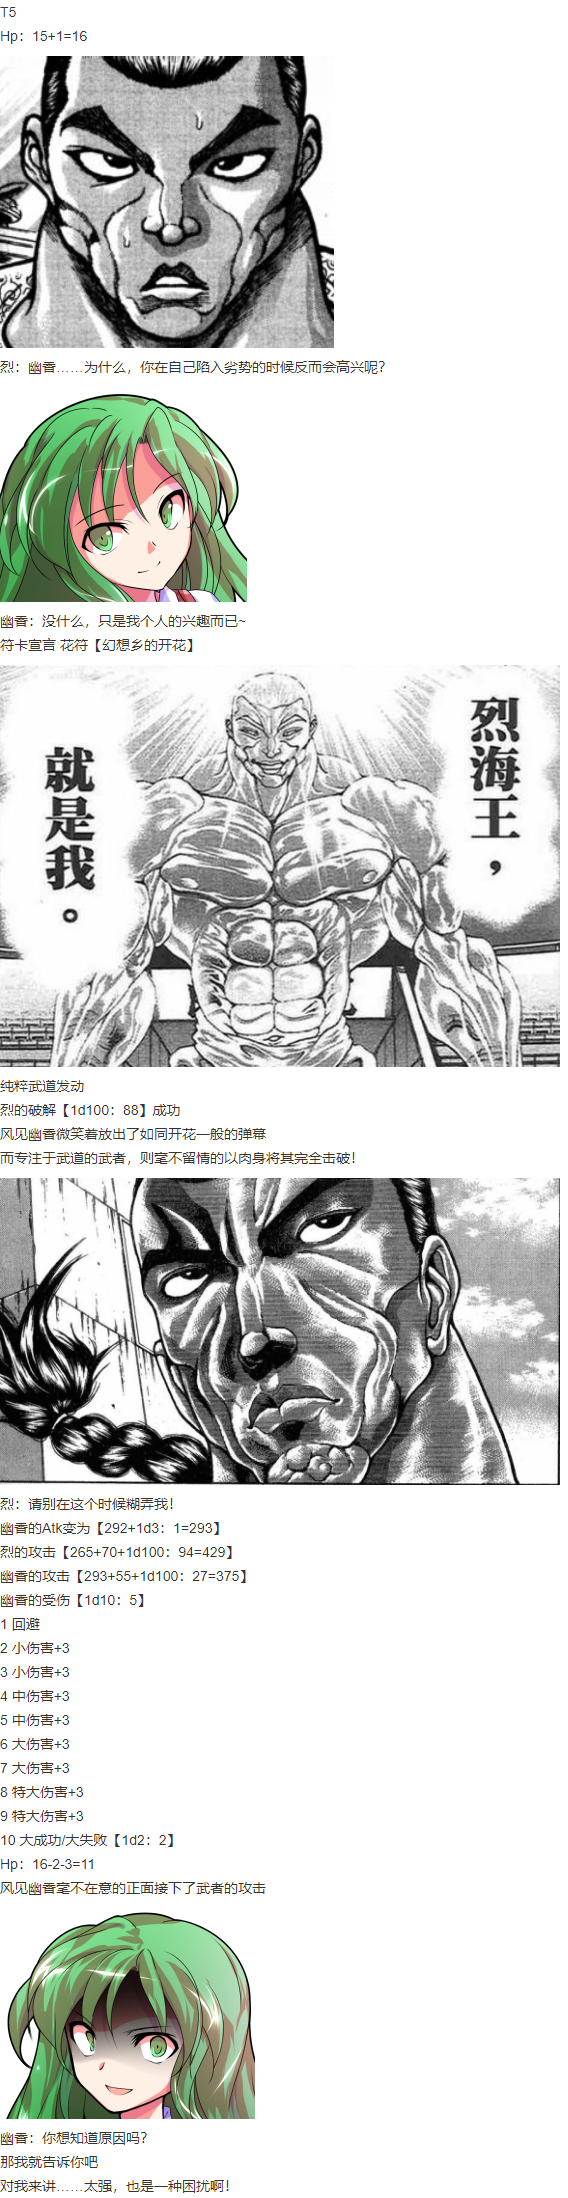 T5
Hp：15+1=16
烈：幽香……为什么，你在自己陷入劣势的时候反而会高兴呢？
幽香：没什么，只是我个人的兴趣而已~
符卡宣言 花符【幻想乡的开花】
烈海王，
就是我。
纯粹武道发动
烈的破解【1d100：88】成功
风见幽香微笑着放出了如同开花一般的弹幕
而专注于武道的武者，则毫不留情的以肉身将其完全击破！
烈：请别在这个时候糊弄我！
幽香的Atk变为【292+1d3：1=293】
烈的攻击【265+70+1d100：94=429】
幽香的攻击【293+55+1d100：27=375】
幽香的受伤【1d10：5】
1 回避
2 小伤害+3
3 小伤害+3
4 中伤害+3
5 中伤害+3
6 大伤害+3
7 大伤害+3
8 特大伤害+3
9 特大伤害+3
10 大成功/大失败【1d2：2】
Hp：16-2-3=11
风见幽香毫不在意的正面接下了武者的攻击
幽香：你想知道原因吗？
那我就告诉你吧
对我来讲……太强，也是一种困扰啊！